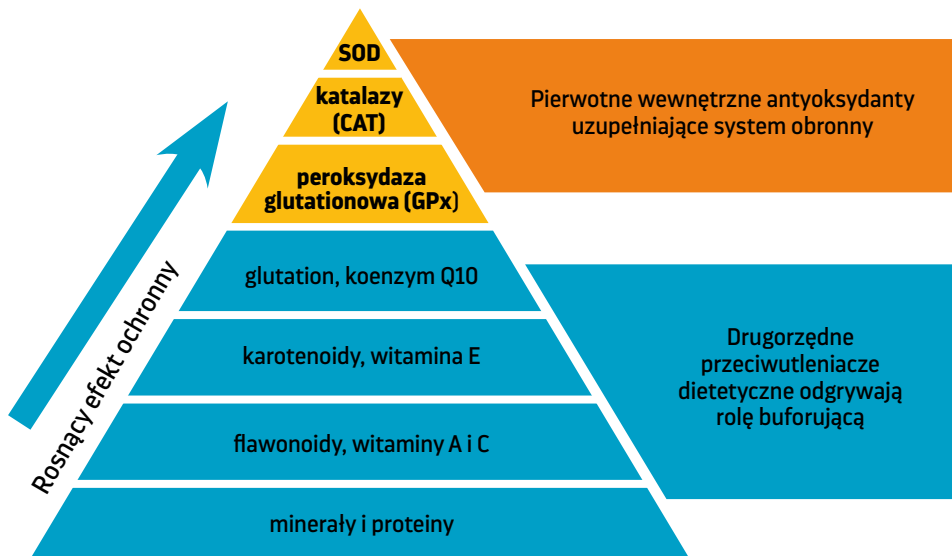 SOD
katalazy
(CAT)
peroksydaza
glutationowa (GPx)
glutation, koenzym Q10
karotenoidy, witamina E
flawonoidy, witaminy A i C
minerały i proteiny
Rosnący efekt ochronny
Pierwotne wewnętrzne antyoksydanty
uzupełniające system obronny
Drugorzędne
przeciwutleniacze
dietetyczne odgrywają
rolę buforującą